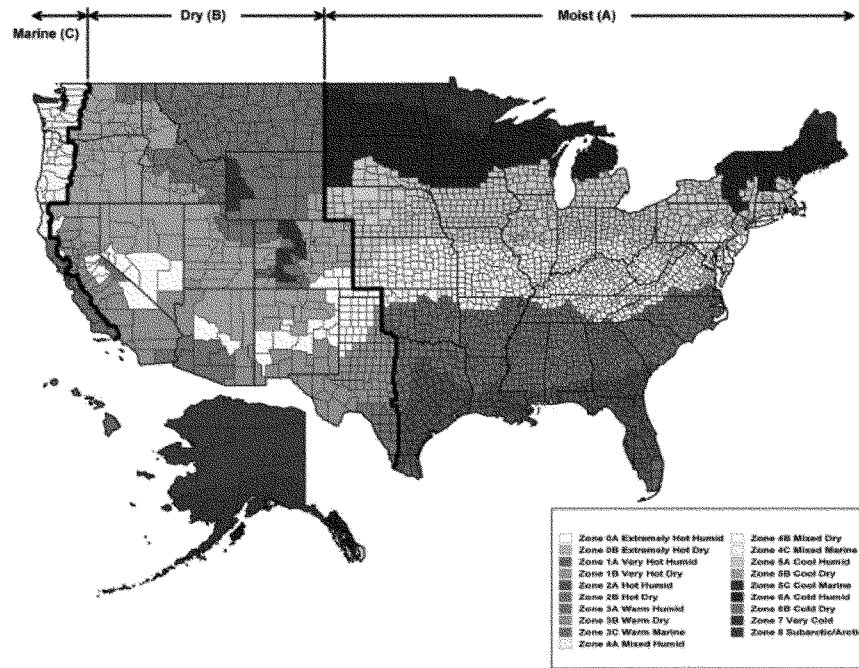 Marine (C)
Dry (B)
Moist (A)
Zone 0A Extremely Hot Humid
Zone 0B Extremely Hot Dry
Zone 1A Very Hot Humid
Zone 1B Very Hot Dry
Zone 2A Hot Humid
Zone 2B Hot Dry
Zone 3A Warm Humid
Zone 3B Warm Dry
Zone 3C Warm Marine
Zone 4A Mixed Humid
Zone 4B Mixed Dry
Zone 4C Mixed Marine
Zone 5A Cool Humid
Zone 5B Cool Dry
Zone 5C Cool Marine
Zone 6A Cold Humid
Zone 6B Cold Dry
Zone 7 Very Cold
Zone 8 Subarctic/Arctic